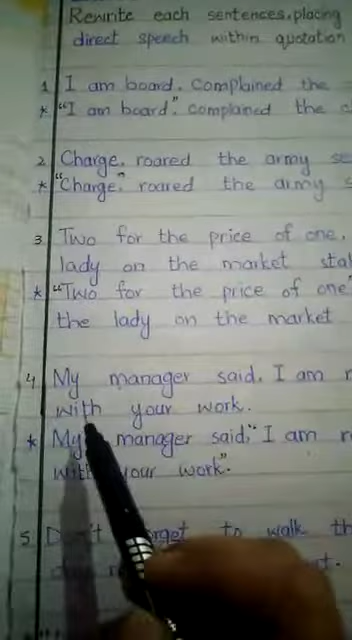 Rewrite each sentences, placing
direct speech within quotation
1. I am board. Complained the
* "I am board". Complained the
2. Charge, roared the army
* "Charge," roared the army
3. Two for the price of one.
lady on the market
* "Two for the price of one"
the lady on the market
4. My manager said, I am
with your work.
* My manager said," I am
with your work".
5. to walk